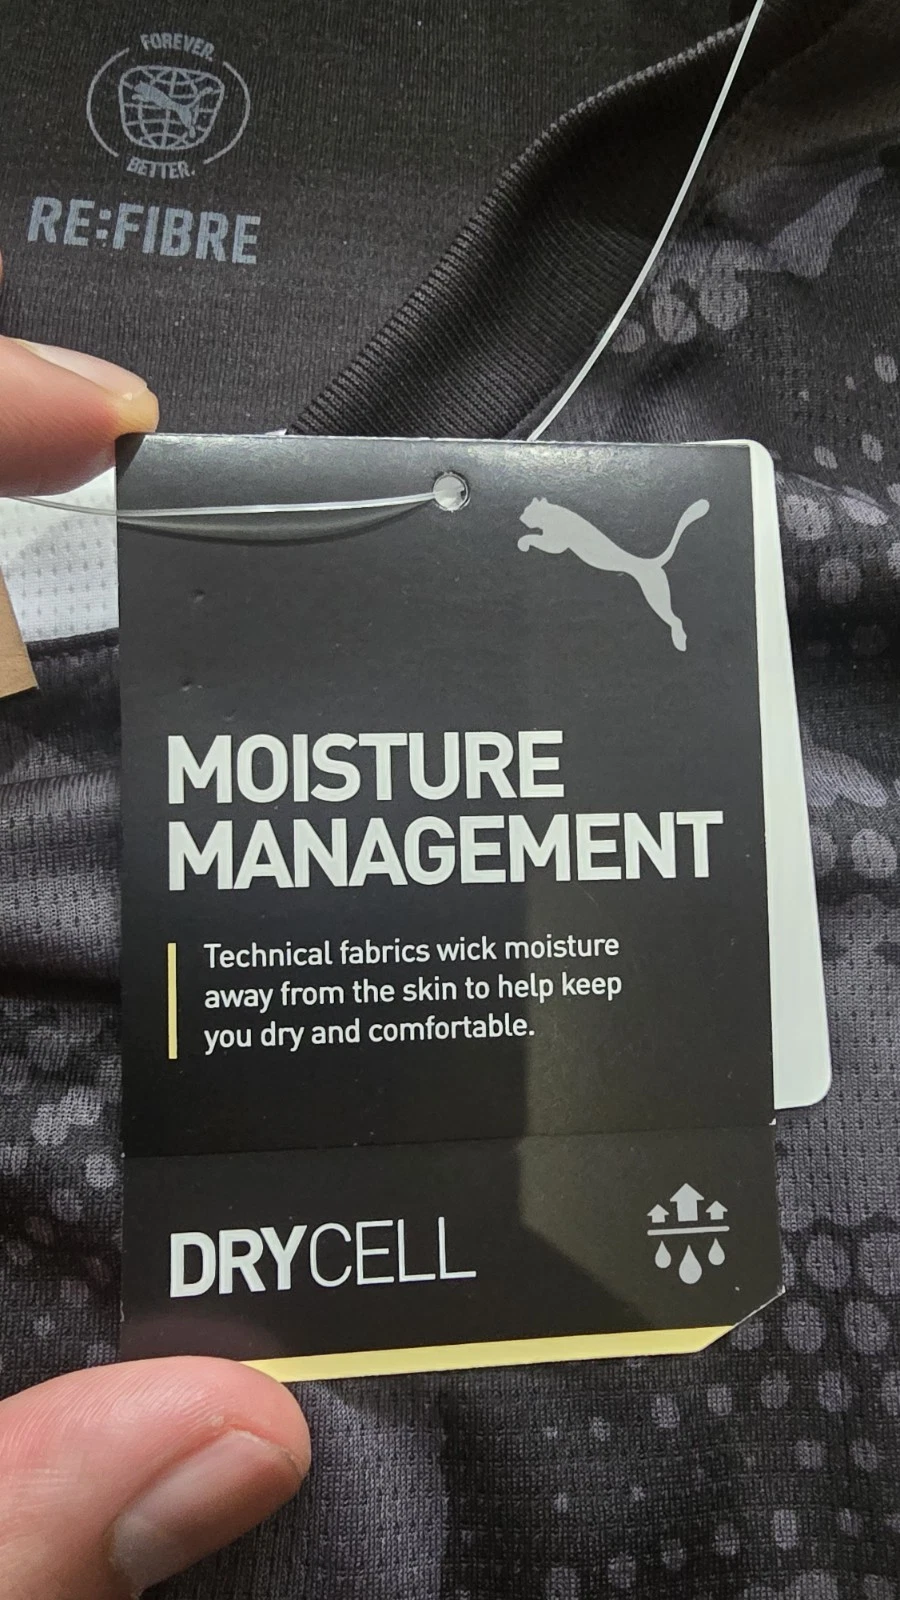 FOREVER.
BETTER.
RE:FIBRE
MOISTURE
MANAGEMENT
Technical fabrics wick moisture
away from the skin to help keep
you dry and comfortable.
DRYCELL